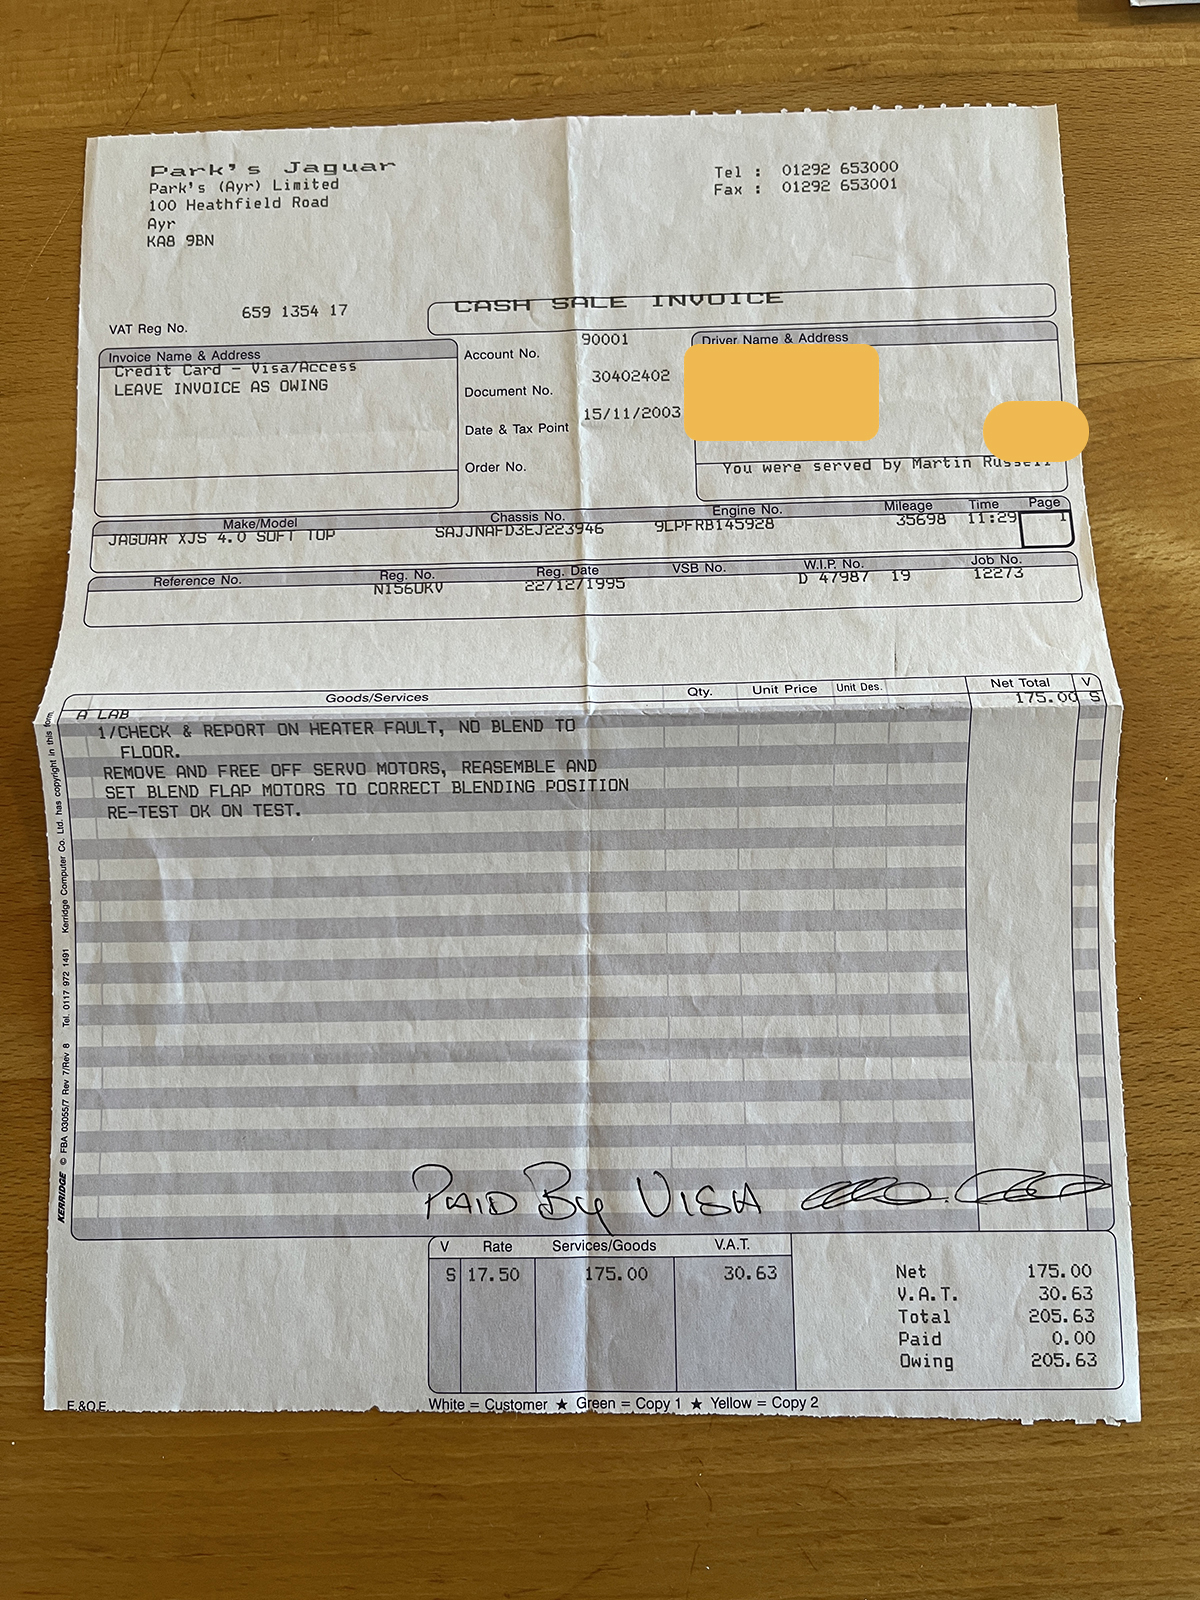 Park's Jaguar
Park's (Ayr) Limited
100 Heathfield Road
Ayr
KA8 9BN
Tel : 01292 653000
Fax : 01292 653001
659 1354 17
VAT Reg No.
CASH SALE INVOICE
Invoice Name & Address
Credit Card - Visa/Access
LEAVE INVOICE AS OWING
Account No. 90001
Document No. 30402402
Date & Tax Point 15/11/2003
Order No.
Driver Name & Address
You were served by Martin Russell
Make/Model Chassis No. Engine No. Mileage Time Page
JAGUAR XJS 4.0 SOFT TOP SAJJNAFD3EJ223946 9LPFRB145928 35698 11:29 1
Reference No. Reg. No. Reg. Date VSB No. W.I.P. No. Job No.
N156UKV 22/12/1995 D 47987 19 12273
Goods/Services Qty. Unit Price Unit Des. Net Total V
A LAB 175.00 S
1/CHECK & REPORT ON HEATER FAULT, NO BLEND TO
FLOOR.
REMOVE AND FREE OFF SERVO MOTORS, REASEMBLE AND
SET BLEND FLAP MOTORS TO CORRECT BLENDING POSITION
RE-TEST OK ON TEST.
KERRIDGE © FBA 03055/7 Rev 7/Rev 8 Tel. 0117 972 1491 Kerridge Computer Co. Ltd. has copyright in this form.
PAID BY VISA
V Rate Services/Goods V.A.T.
S 17.50 175.00 30.63
Net 175.00
V.A.T. 30.63
Total 205.63
Paid 0.00
Owing 205.63
E.&O.E.
White = Customer ★ Green = Copy 1 ★ Yellow = Copy 2